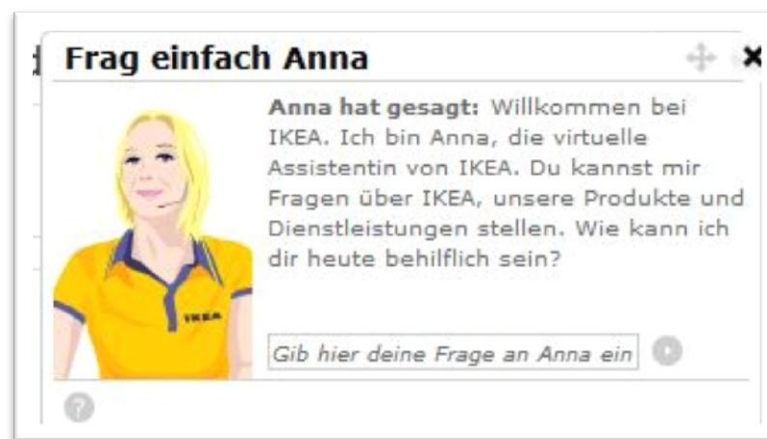 Frag einfach Anna
Anna hat gesagt: Willkommen bei
IKEA. Ich bin Anna, die virtuelle
Assistentin von IKEA. Du kannst mir
Fragen über IKEA, unsere Produkte und
Dienstleistungen stellen. Wie kann ich
dir heute behilflich sein?
IKEA
Gib hier deine Frage an Anna ein
?